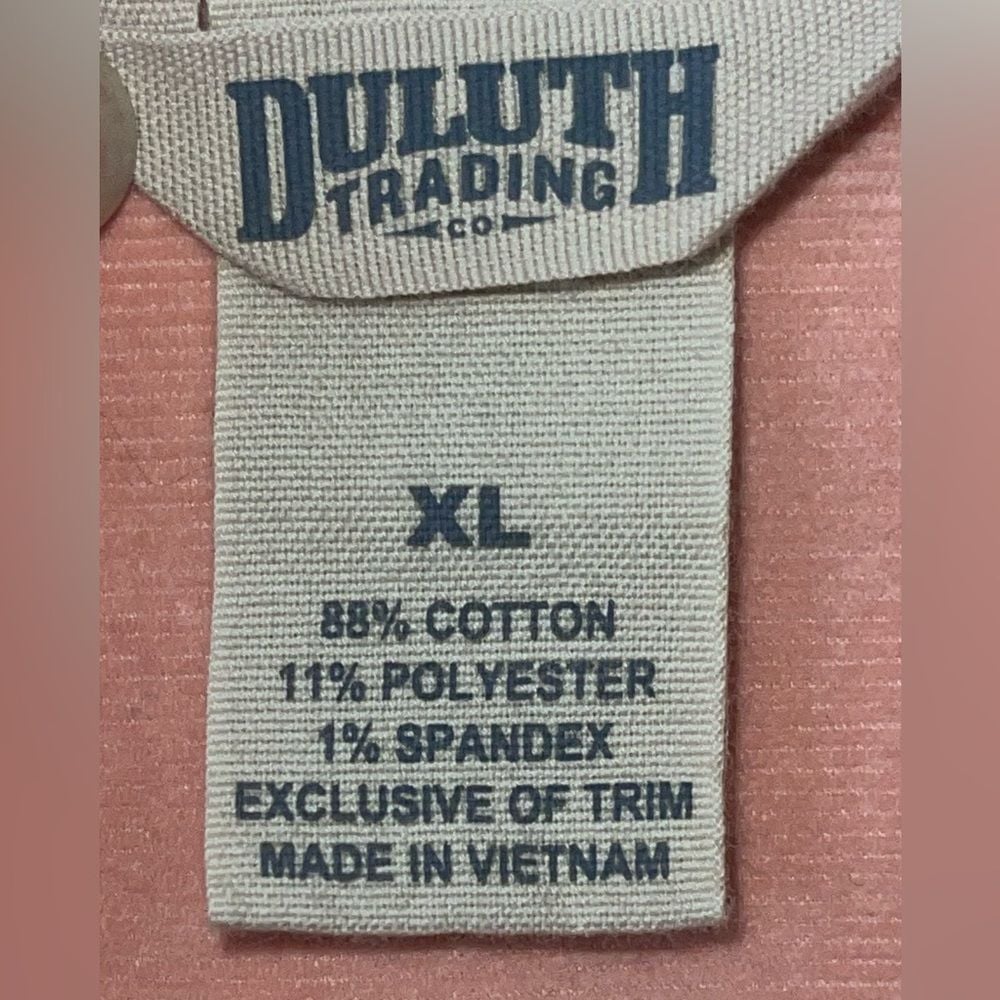 DULUTH
TRADING
CO
XL
88% COTTON
11% POLYESTER
1% SPANDEX
EXCLUSIVE OF TRIM
MADE IN VIETNAM